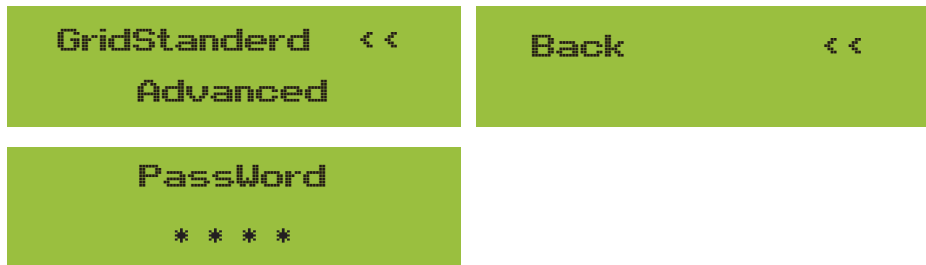 GridStanderd <<
Advanced
Back <<
PassWord
* * * *